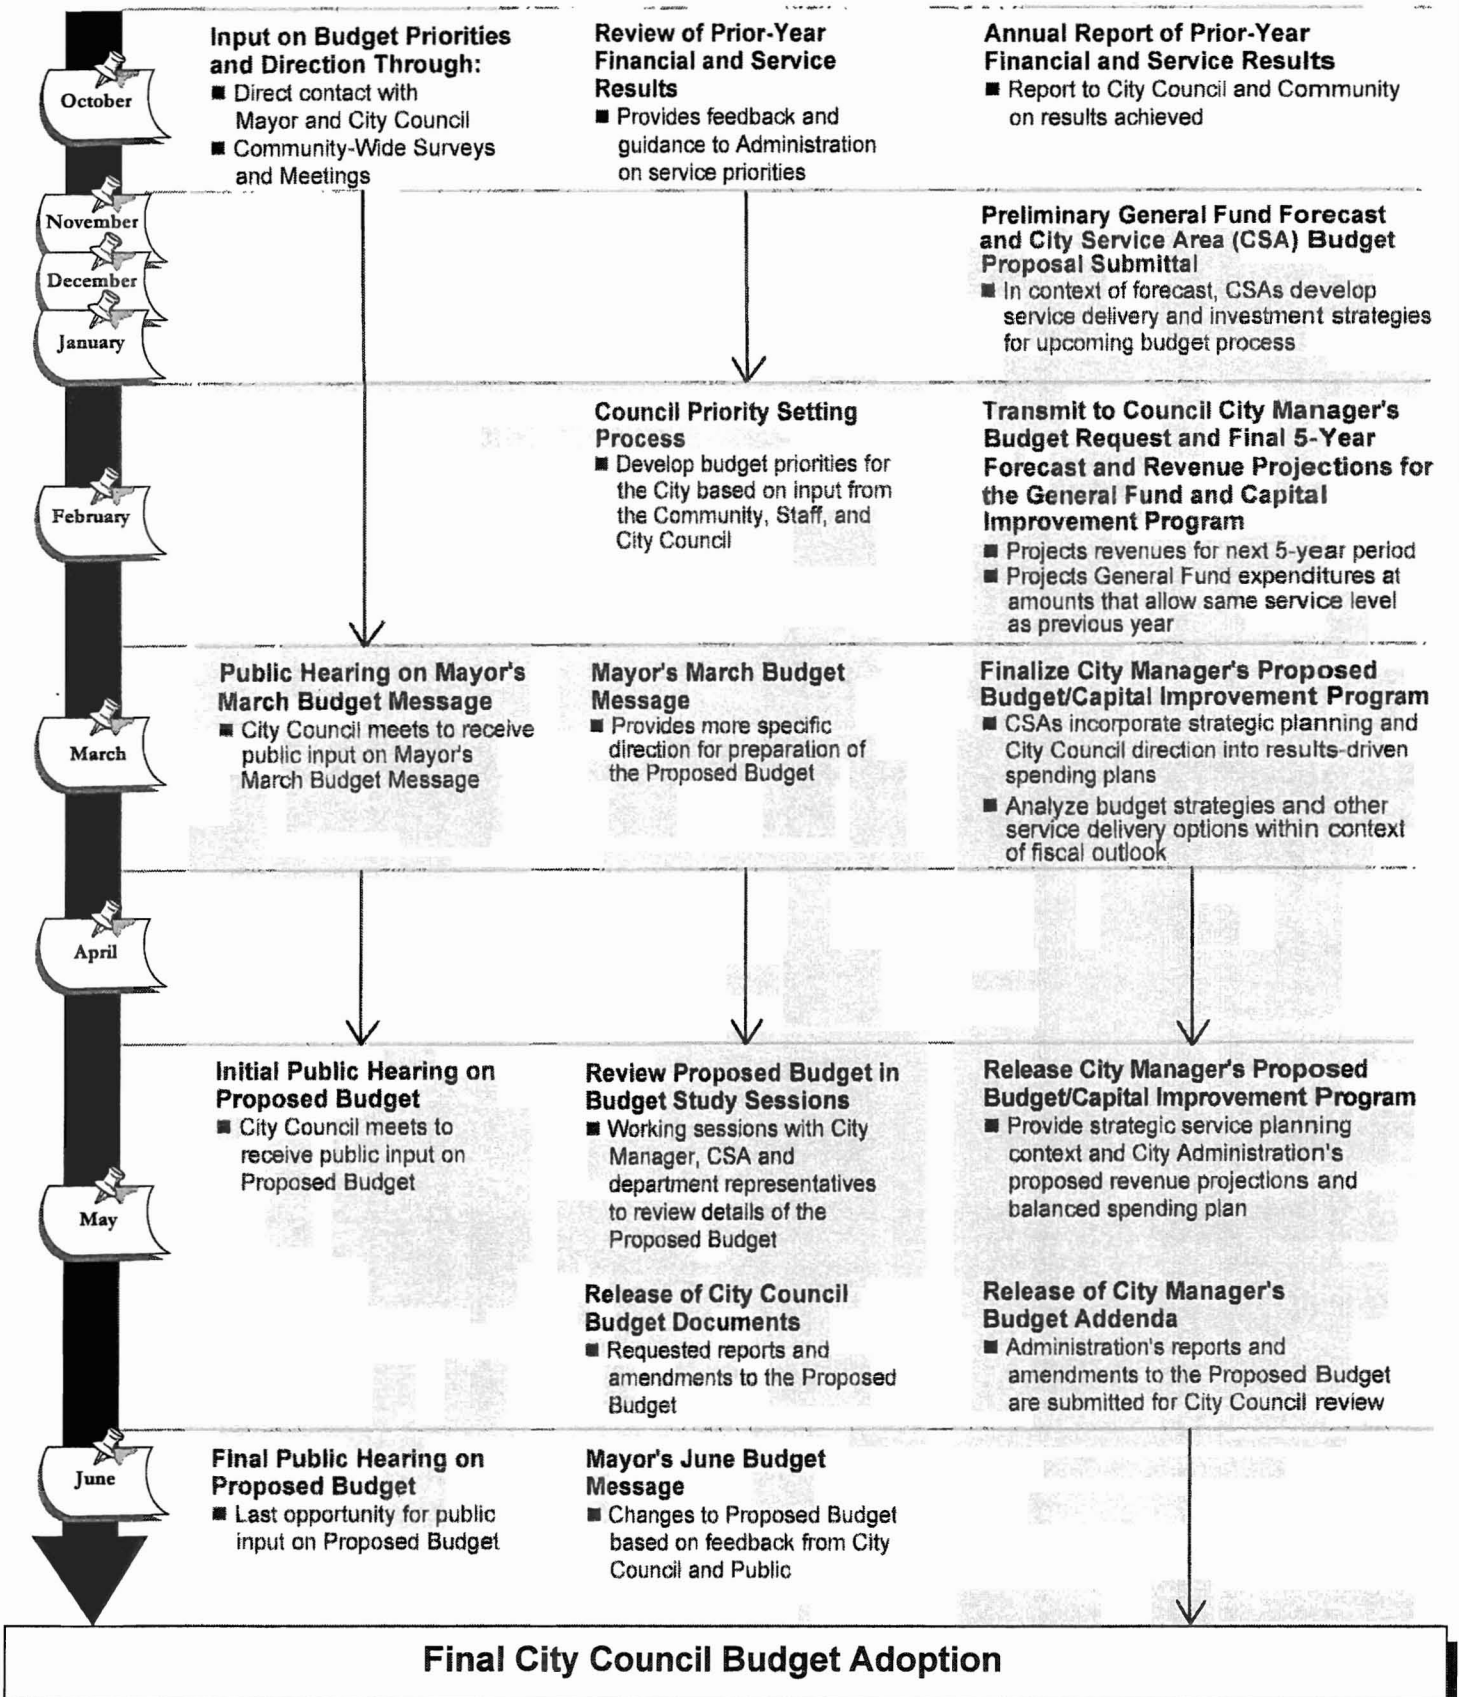 October
Input on Budget Priorities
and Direction Through:
■ Direct contact with
Mayor and City Council
■ Community-Wide Surveys
and Meetings
Review of Prior-Year
Financial and Service
Results
■ Provides feedback and
guidance to Administration
on service priorities
Annual Report of Prior-Year
Financial and Service Results
■ Report to City Council and Community
on results achieved
November
December
January
Preliminary General Fund Forecast
and City Service Area (CSA) Budget
Proposal Submittal
■ In context of forecast, CSAs develop
service delivery and investment strategies
for upcoming budget process
February
Council Priority Setting
Process
■ Develop budget priorities for
the City based on input from
the Community, Staff, and
City Council
Transmit to Council City Manager's
Budget Request and Final 5-Year
Forecast and Revenue Projections for
the General Fund and Capital
Improvement Program
■ Projects revenues for next 5-year period
■ Projects General Fund expenditures at
amounts that allow same service level
as previous year
March
Public Hearing on Mayor's
March Budget Message
■ City Council meets to receive
public input on Mayor's
March Budget Message
Mayor's March Budget
Message
■ Provides more specific
direction for preparation of
the Proposed Budget
Finalize City Manager's Proposed
Budget/Capital Improvement Program
■ CSAs incorporate strategic planning and
City Council direction into results-driven
spending plans
■ Analyze budget strategies and other
service delivery options within context
of fiscal outlook
April
May
Initial Public Hearing on
Proposed Budget
■ City Council meets to
receive public input on
Proposed Budget
Review Proposed Budget in
Budget Study Sessions
■ Working sessions with City
Manager, CSA and
department representatives
to review details of the
Proposed Budget
Release of City Council
Budget Documents
■ Requested reports and
amendments to the Proposed
Budget
Release City Manager's Proposed
Budget/Capital Improvement Program
■ Provide strategic service planning
context and City Administration's
proposed revenue projections and
balanced spending plan
Release of City Manager's
Budget Addenda
■ Administration's reports and
amendments to the Proposed Budget
are submitted for City Council review
June
Final Public Hearing on
Proposed Budget
■ Last opportunity for public
input on Proposed Budget
Mayor's June Budget
Message
■ Changes to Proposed Budget
based on feedback from City
Council and Public
Final City Council Budget Adoption